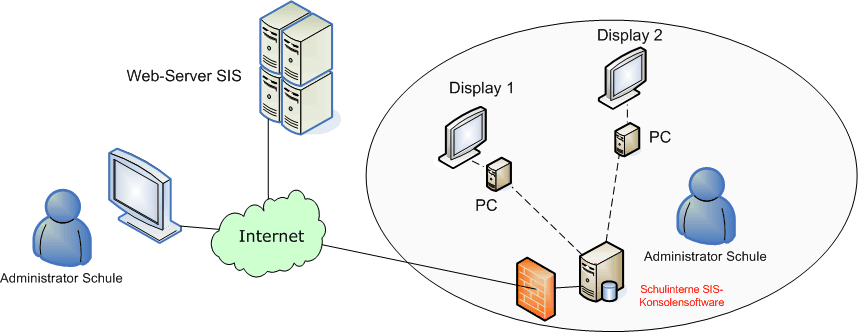 Display 2
Web-Server SIS
Display 1
PC
PC
Internet
Administrator Schule
Administrator Schule
Schulinterne SIS-
Konsolensoftware